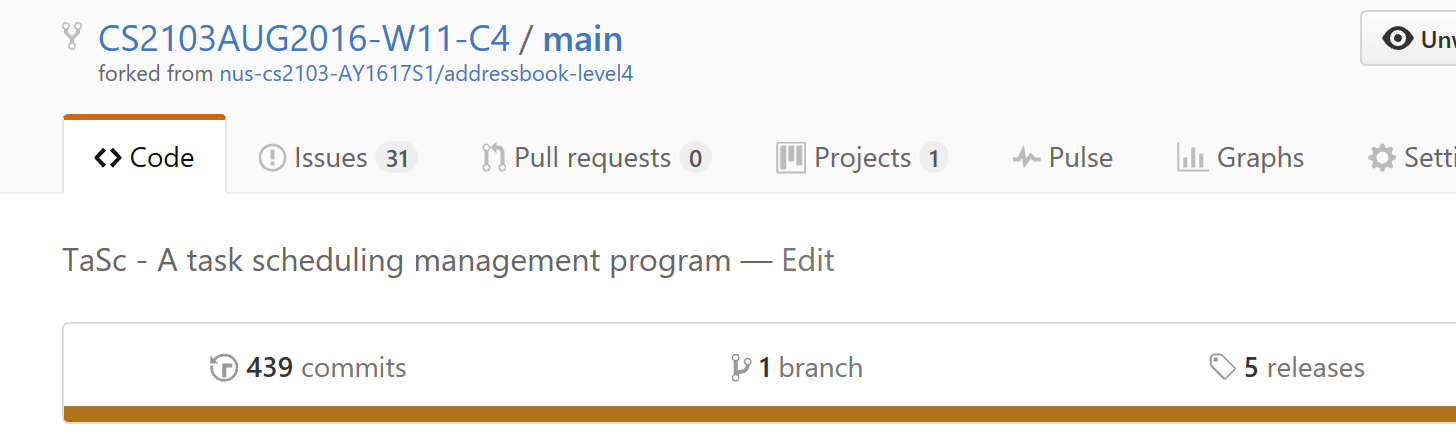 CS2103AUG2016-W11-C4 / main
forked from nus-cs2103-AY1617S1/addressbook-level4
Code Issues 31 Pull requests 0 Projects 1 Pulse Graphs
TaSc - A task scheduling management program — Edit
439 commits 1 branch 5 releases